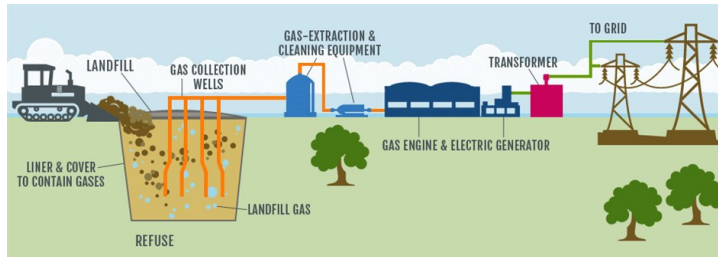 TO GRID
GAS-EXTRACTION &
CLEANING EQUIPMENT
LANDFILL
GAS COLLECTION
WELLS
TRANSFORMER
GAS ENGINE & ELECTRIC GENERATOR
LINER & COVER
TO CONTAIN GASES
LANDFILL GAS
REFUSE